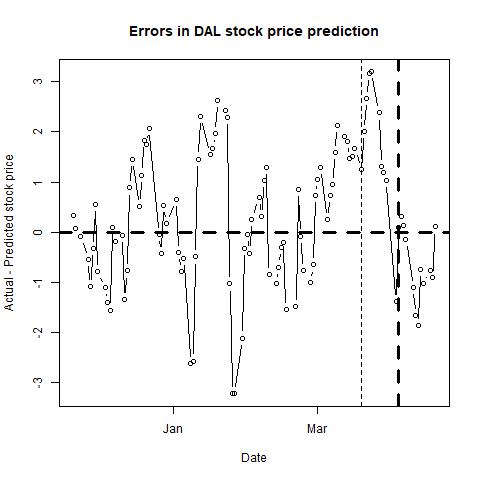 Errors in DAL stock price prediction
Actual - Predicted stock price
3
2
1
0
-1
-2
-3
Jan
Mar
Date